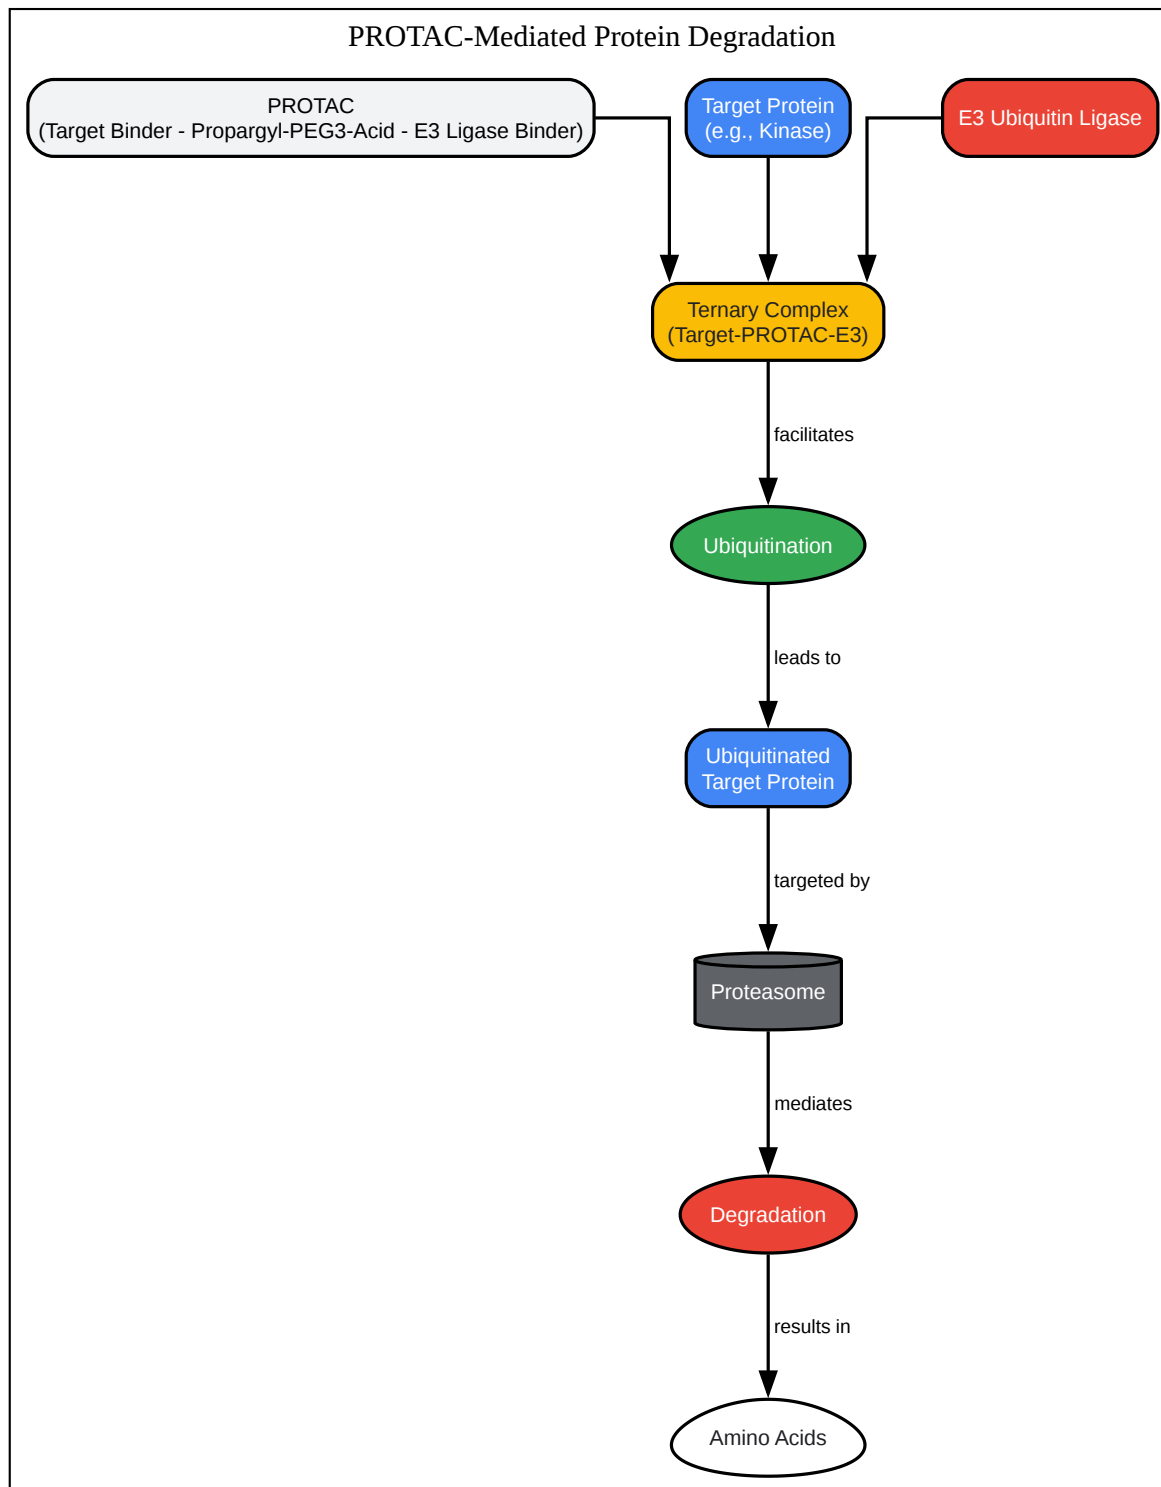 PROTAC-Mediated Protein Degradation
PROTAC
(Target Binder - Propargyl-PEG3-Acid - E3 Ligase Binder)
Target Protein
(e.g., Kinase)
E3 Ubiquitin Ligase
Ternary Complex
(Target-PROTAC-E3)
facilitates
Ubiquitination
leads to
Ubiquitinated
Target Protein
targeted by
Proteasome
mediates
Degradation
results in
Amino Acids